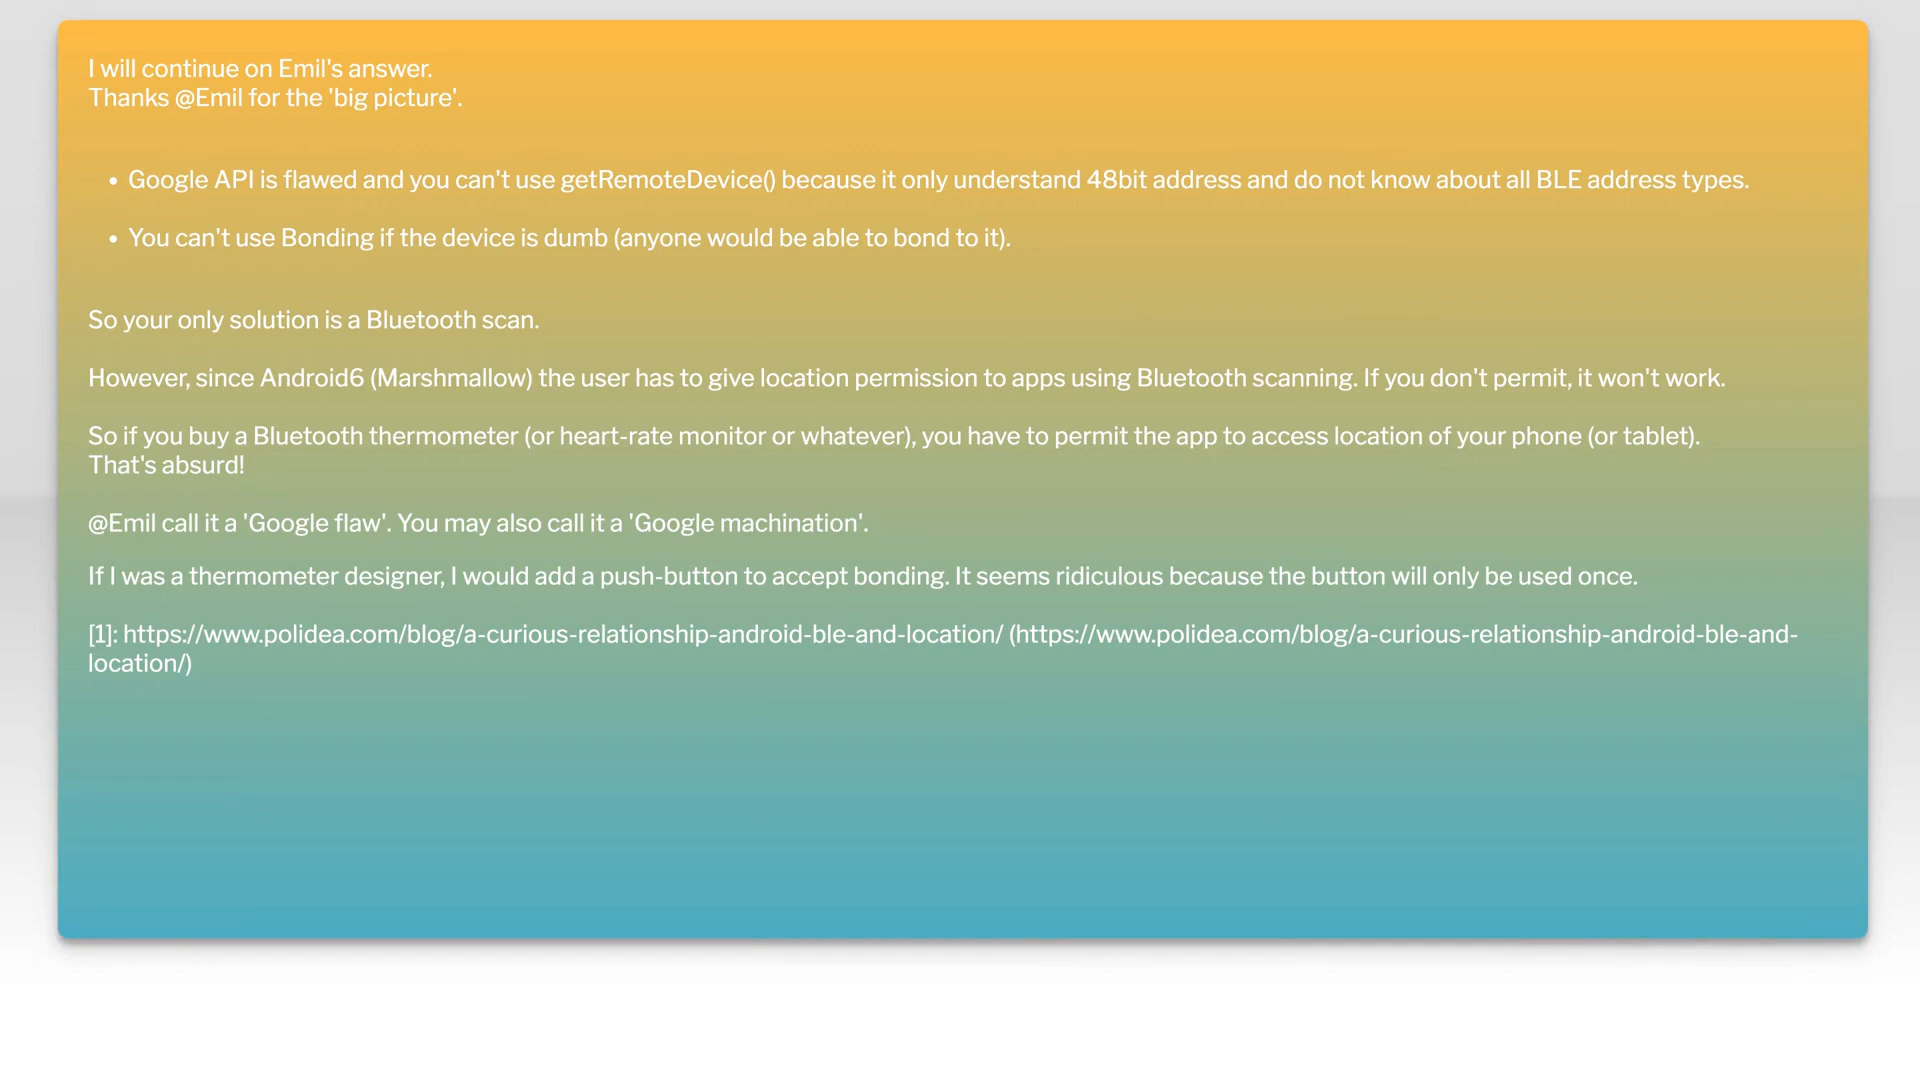 I will continue on Emil's answer.
Thanks @Emil for the 'big picture'.
• Google API is flawed and you can't use getRemoteDevice() because it only understand 48bit address and do not know about all BLE address types.
• You can't use Bonding if the device is dumb (anyone would be able to bond to it).
So your only solution is a Bluetooth scan.
However, since Android6 (Marshmallow) the user has to give location permission to apps using Bluetooth scanning. If you don't permit, it won't work.
So if you buy a Bluetooth thermometer (or heart-rate monitor or whatever), you have to permit the app to access location of your phone (or tablet).
That's absurd!
@Emil call it a 'Google flaw'. You may also call it a 'Google machination'.
If I was a thermometer designer, I would add a push-button to accept bonding. It seems ridiculous because the button will only be used once.
[1]: https://www.polidea.com/blog/a-curious-relationship-android-ble-and-location/ (https://www.polidea.com/blog/a-curious-relationship-android-ble-and-
location/)